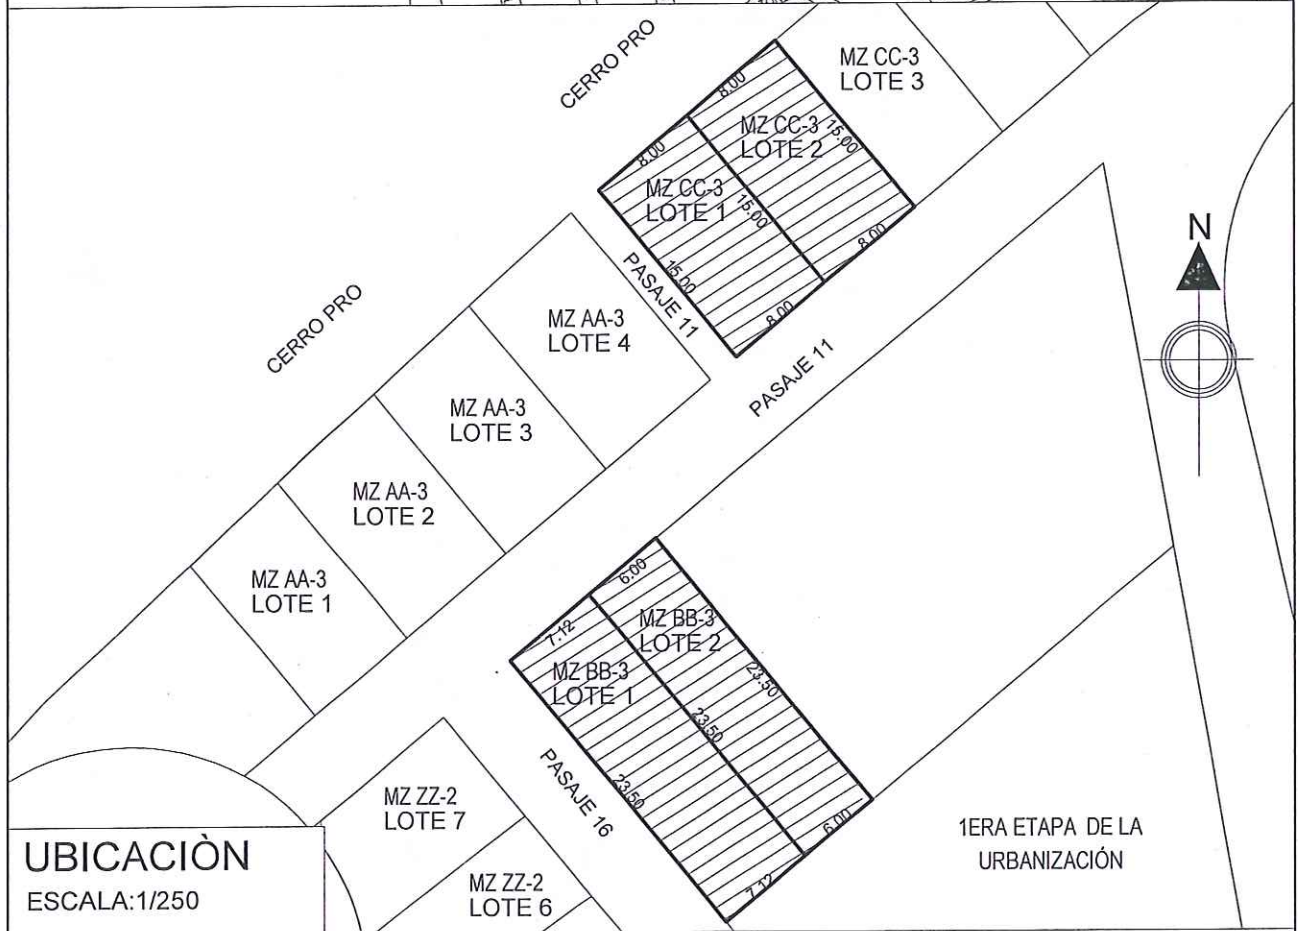 CERRO PRO
MZ CC-3
LOTE 3
8.00
MZ CC-3
LOTE 2
15.00
8.00
8.00
MZ CC-3
LOTE 1
15.00
15.00
8.00
PASAJE 11
N
CERRO PRO
MZ AA-3
LOTE 4
PASAJE 11
MZ AA-3
LOTE 3
MZ AA-3
LOTE 2
MZ AA-3
LOTE 1
6.00
MZ BB-3
LOTE 2
23.50
6.00
7.12
MZ BB-3
LOTE 1
23.50
23.50
7.12
PASAJE 16
MZ ZZ-2
LOTE 7
MZ ZZ-2
LOTE 6
1ERA ETAPA DE LA
URBANIZACIÓN
UBICACIÒN
ESCALA:1/250